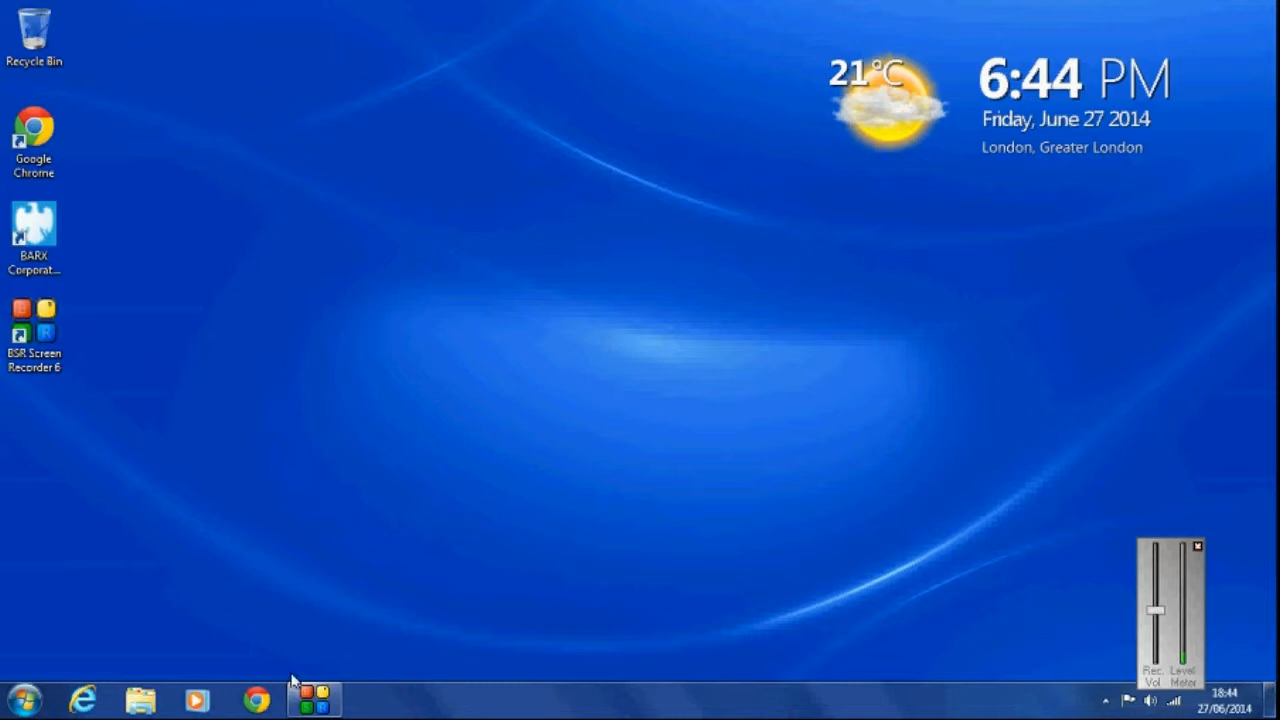 Recycle Bin
Google
Chrome
BARX
Corporat...
BSR Screen
Recorder 6
21°C
6:44 PM
Friday, June 27 2014
London, Greater London
Rec. Level
Vol Meter
18:44
27/06/2014